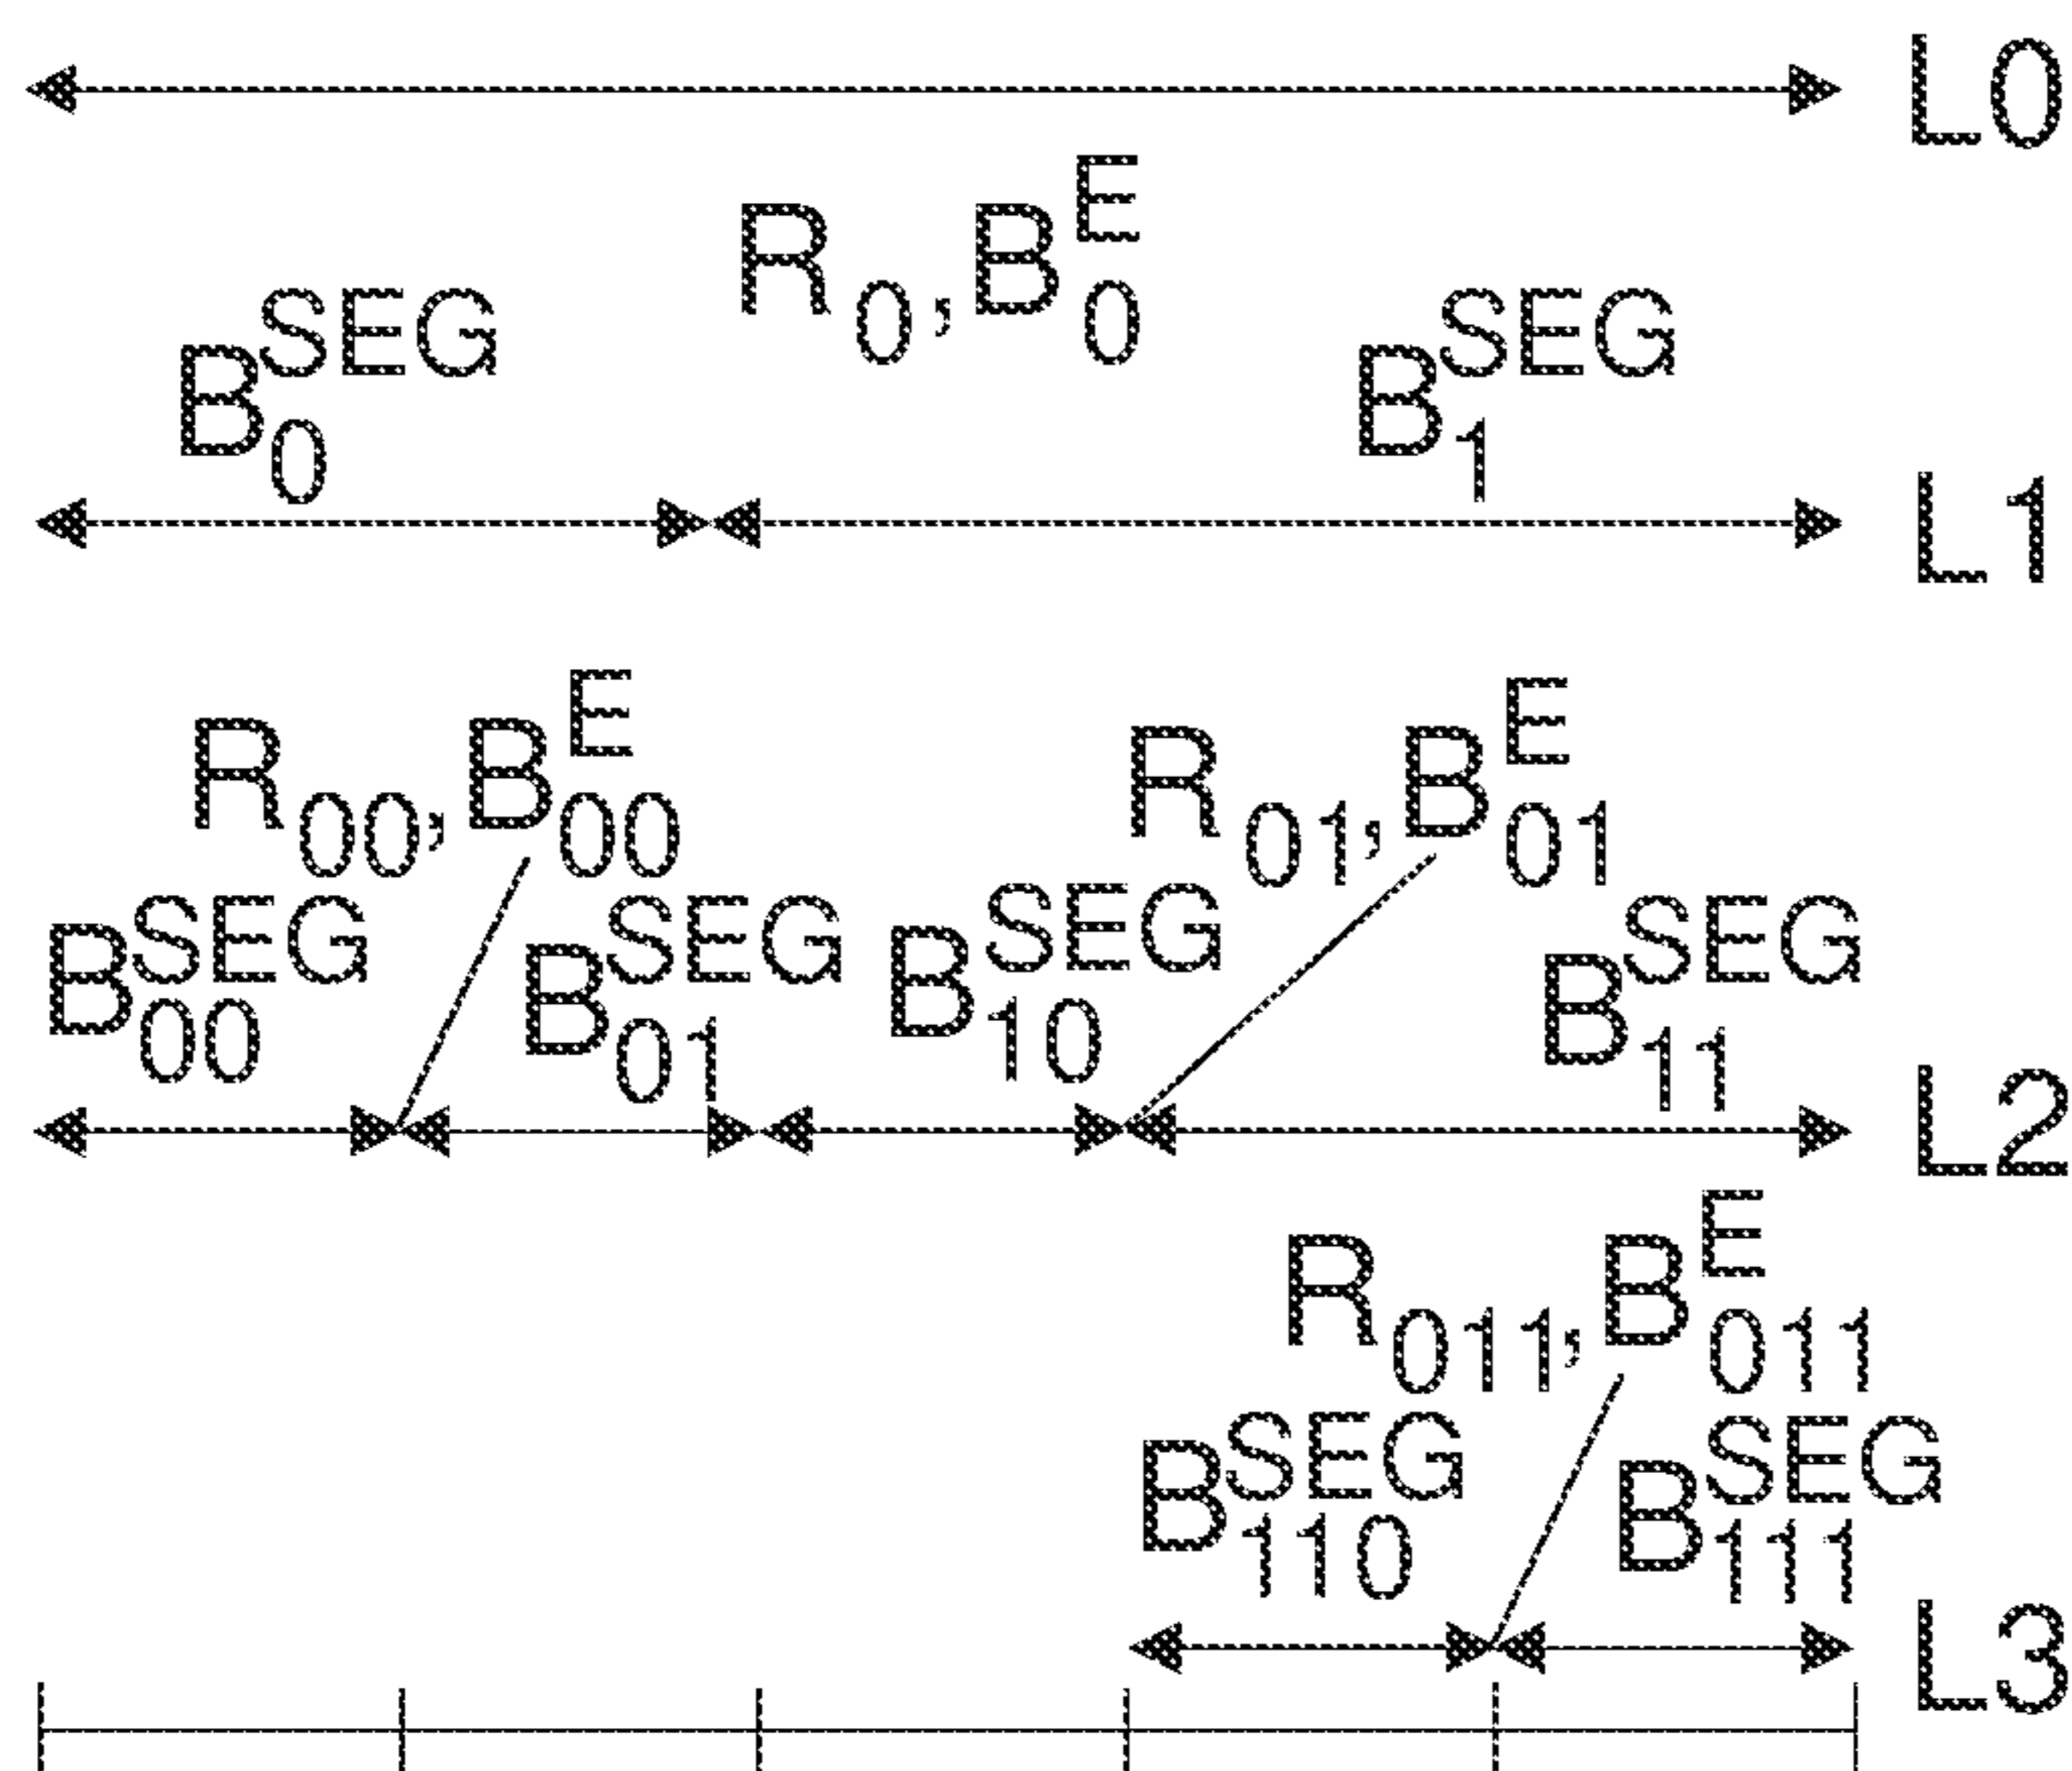 L0
R₀, B₀ᴱ
B₀ˢᴱᴳ B₁ˢᴱᴳ
L1
R₀₀, B₀₀ᴱ R₀₁, B₀₁ᴱ
B₀₀ˢᴱᴳ B₀₁ˢᴱᴳ B₁₀ˢᴱᴳ B₁₁ˢᴱᴳ
L2
R₀₁₁, B₀₁₁ᴱ
B₁₁₀ˢᴱᴳ B₁₁₁ˢᴱᴳ
L3